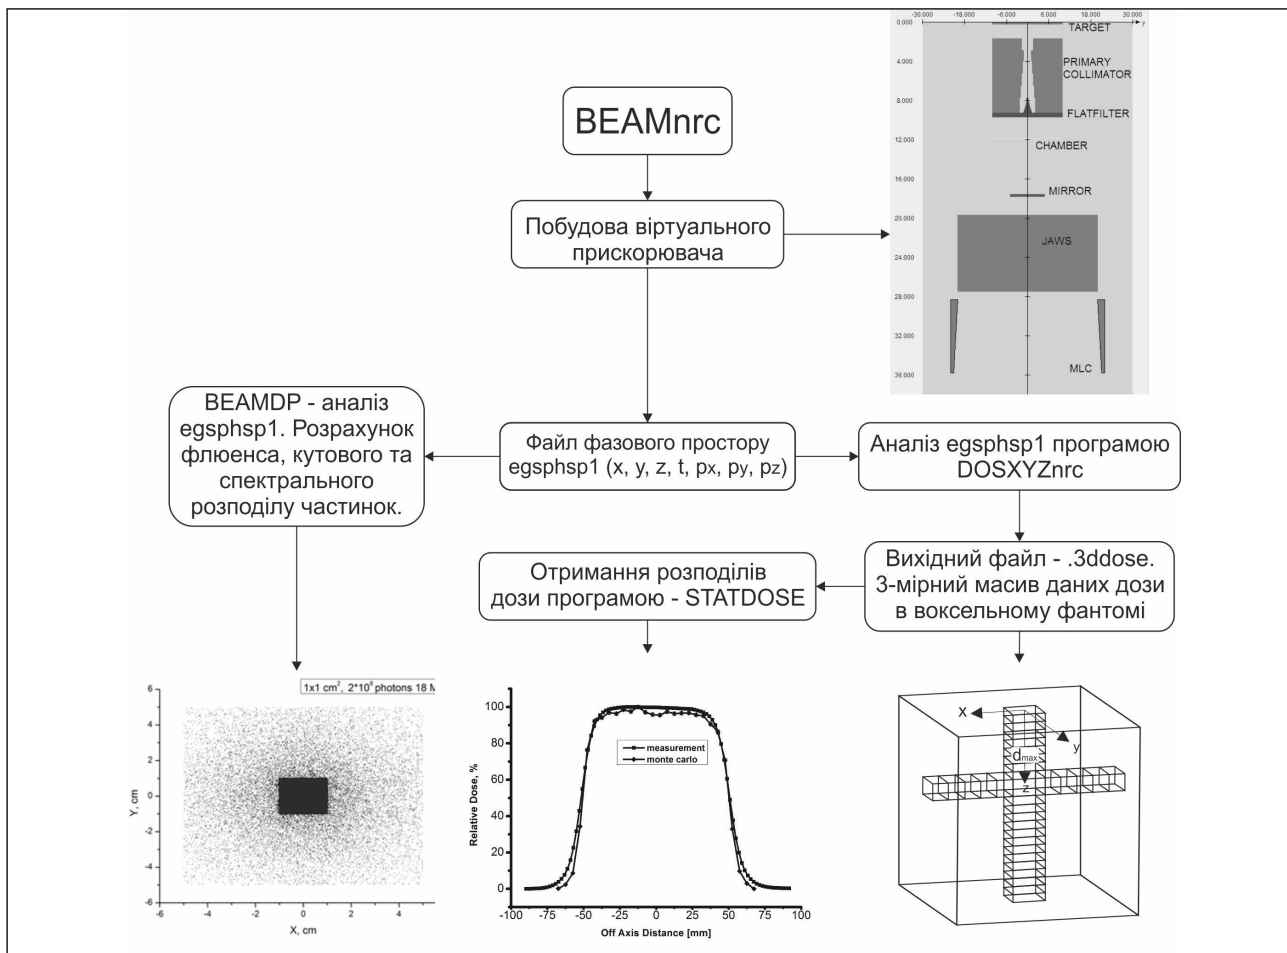 -30.000 -18.000 -6.000 6.000 18.000 30.000
y
0.000
TARGET
4.000
PRIMARY
COLLIMATOR
8.000
FLATFILTER
12.000
CHAMBER
16.000
MIRROR
20.000
JAWS
24.000
28.000
32.000
MLC
36.000
BEAMnrc
Побудова віртуального
прискорювача
BEAMDP - аналіз
egsphsp1. Розрахунок
флюенса, кутового та
спектрального
розподілу частинок.
Файл фазового простору
egsphsp1 (x, y, z, t, px, py, pz)
Аналіз egsphsp1 програмою
DOSXYZnrc
Отримання розподілів
дози програмою - STATDOSE
Вихідний файл - .3ddose.
3-мірний масив даних дози
в воксельному фантомі
1x1 cm², 2*10⁸ photons 18 M
6
4
2
0
-2
-4
-6
Y, cm
-6 -4 -2 0 2 4
X, cm
100
80
60
40
20
0
Relative Dose, %
measurement
monte carlo
-100 -75 -50 -25 0 25 50 75 100
Off Axis Distance [mm]
x
y
dmax
z